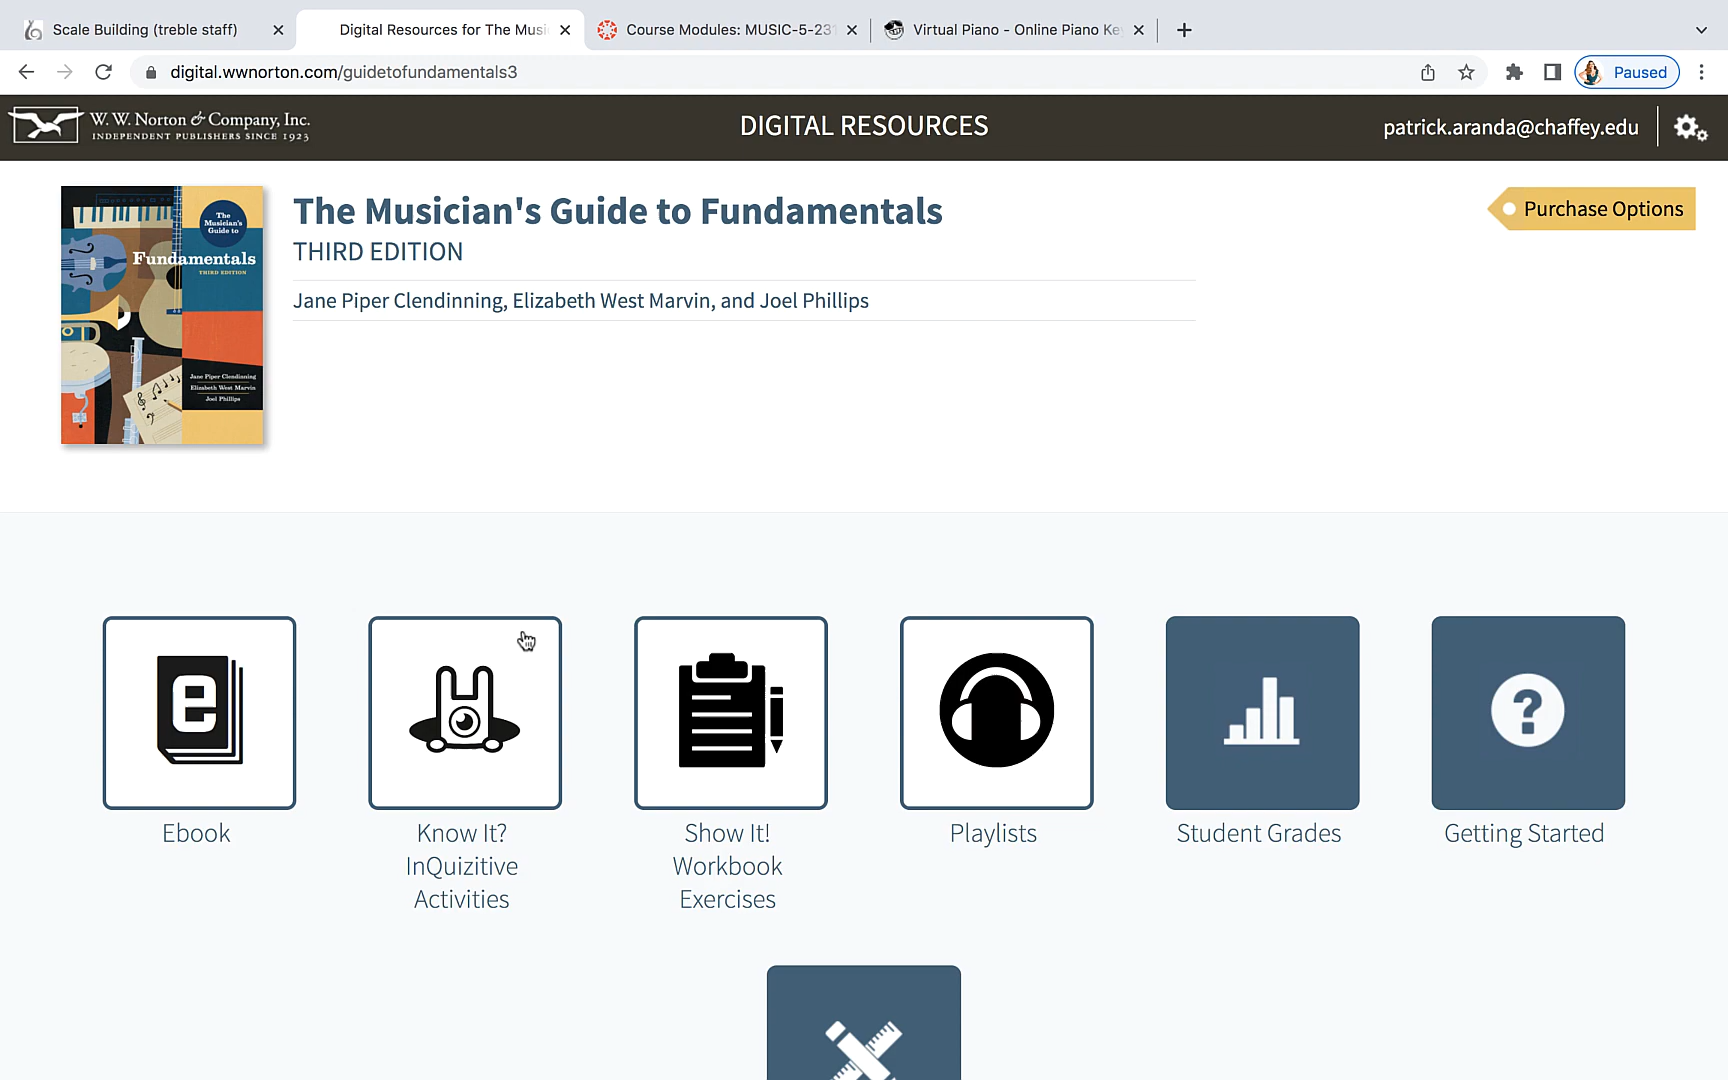 Scale Building (treble staff)
Digital Resources for The Musi
Course Modules: MUSIC-5-231
Virtual Piano - Online Piano Ke
digital.wwnorton.com/guidetofundamentals3
Paused
W. W. Norton & Company, Inc.
INDEPENDENT PUBLISHERS SINCE 1923
DIGITAL RESOURCES
patrick.aranda@chaffey.edu
The
Musician's
Guide to
Fundamentals
THIRD EDITION
Jane Piper Clendinning
Elizabeth West Marvin
Joel Phillips
The Musician's Guide to Fundamentals
THIRD EDITION
Jane Piper Clendinning, Elizabeth West Marvin, and Joel Phillips
Purchase Options
e
Ebook
Know It?
InQuizitive
Activities
Show It!
Workbook
Exercises
Playlists
Student Grades
?
Getting Started